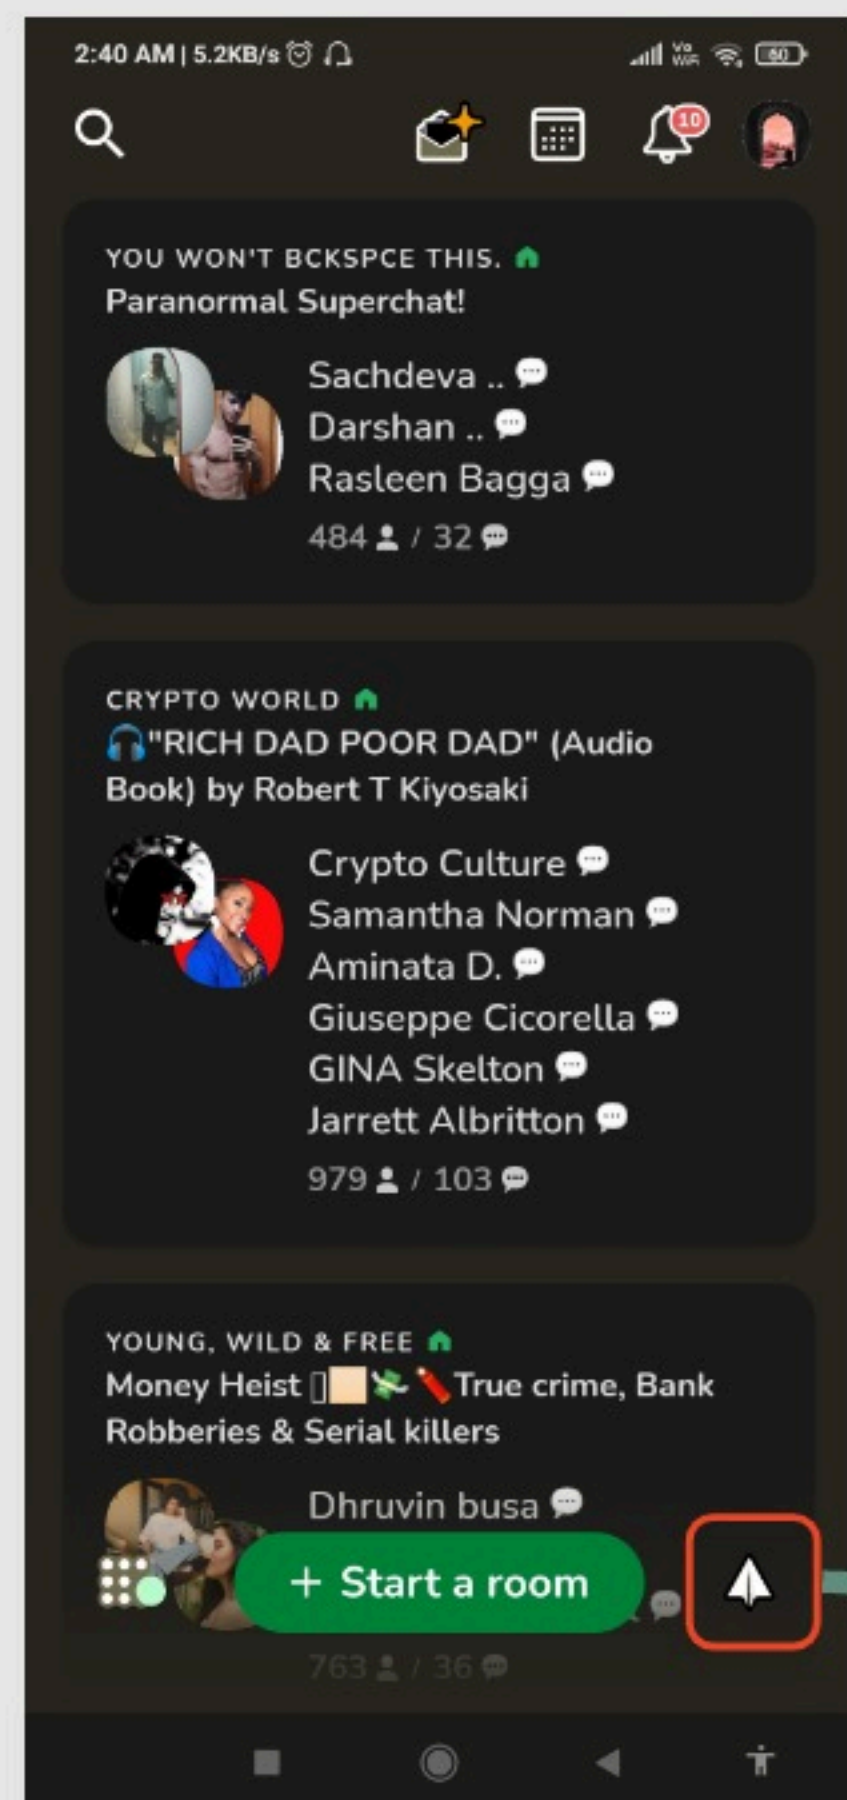 2:40 AM | 5.2KB/s Vo WiFi 60
10
YOU WON'T BCKSPCE THIS.
Paranormal Superchat!
Sachdeva ..
Darshan ..
Rasleen Bagga
484 / 32
CRYPTO WORLD
🎧"RICH DAD POOR DAD" (Audio
Book) by Robert T Kiyosaki
Crypto Culture
Samantha Norman
Aminata D.
Giuseppe Cicorella
GINA Skelton
Jarrett Albritton
979 / 103
YOUNG, WILD & FREE
Money Heist 💸🧨True crime, Bank
Robberies & Serial killers
Dhruvin busa
+ Start a room
763 / 36